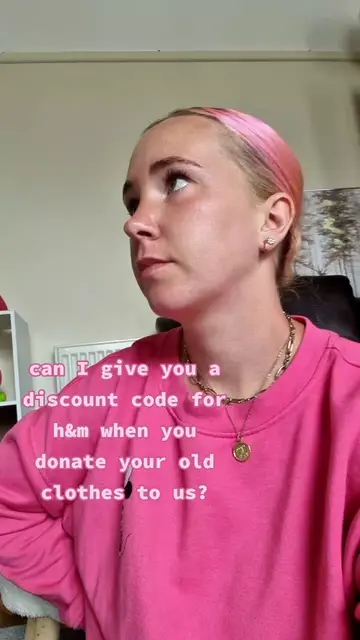 can I give you a
discount code for
h&m when you
donate your old
clothes to us?